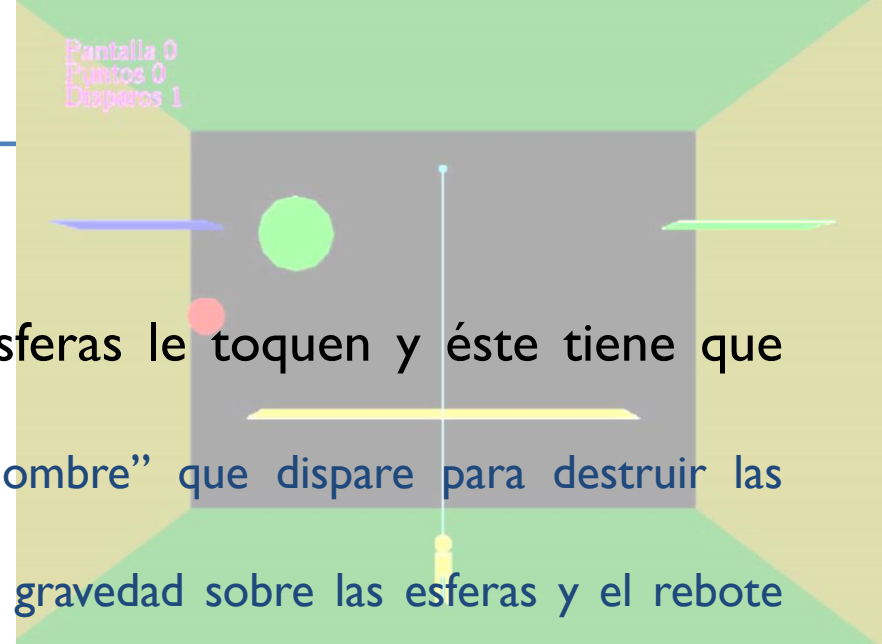 Pantalla 0
Puntos 0
Disparos 1
sferas le toquen y éste tiene que
ombre” que dispare para destruir las
gravedad sobre las esferas y el rebote